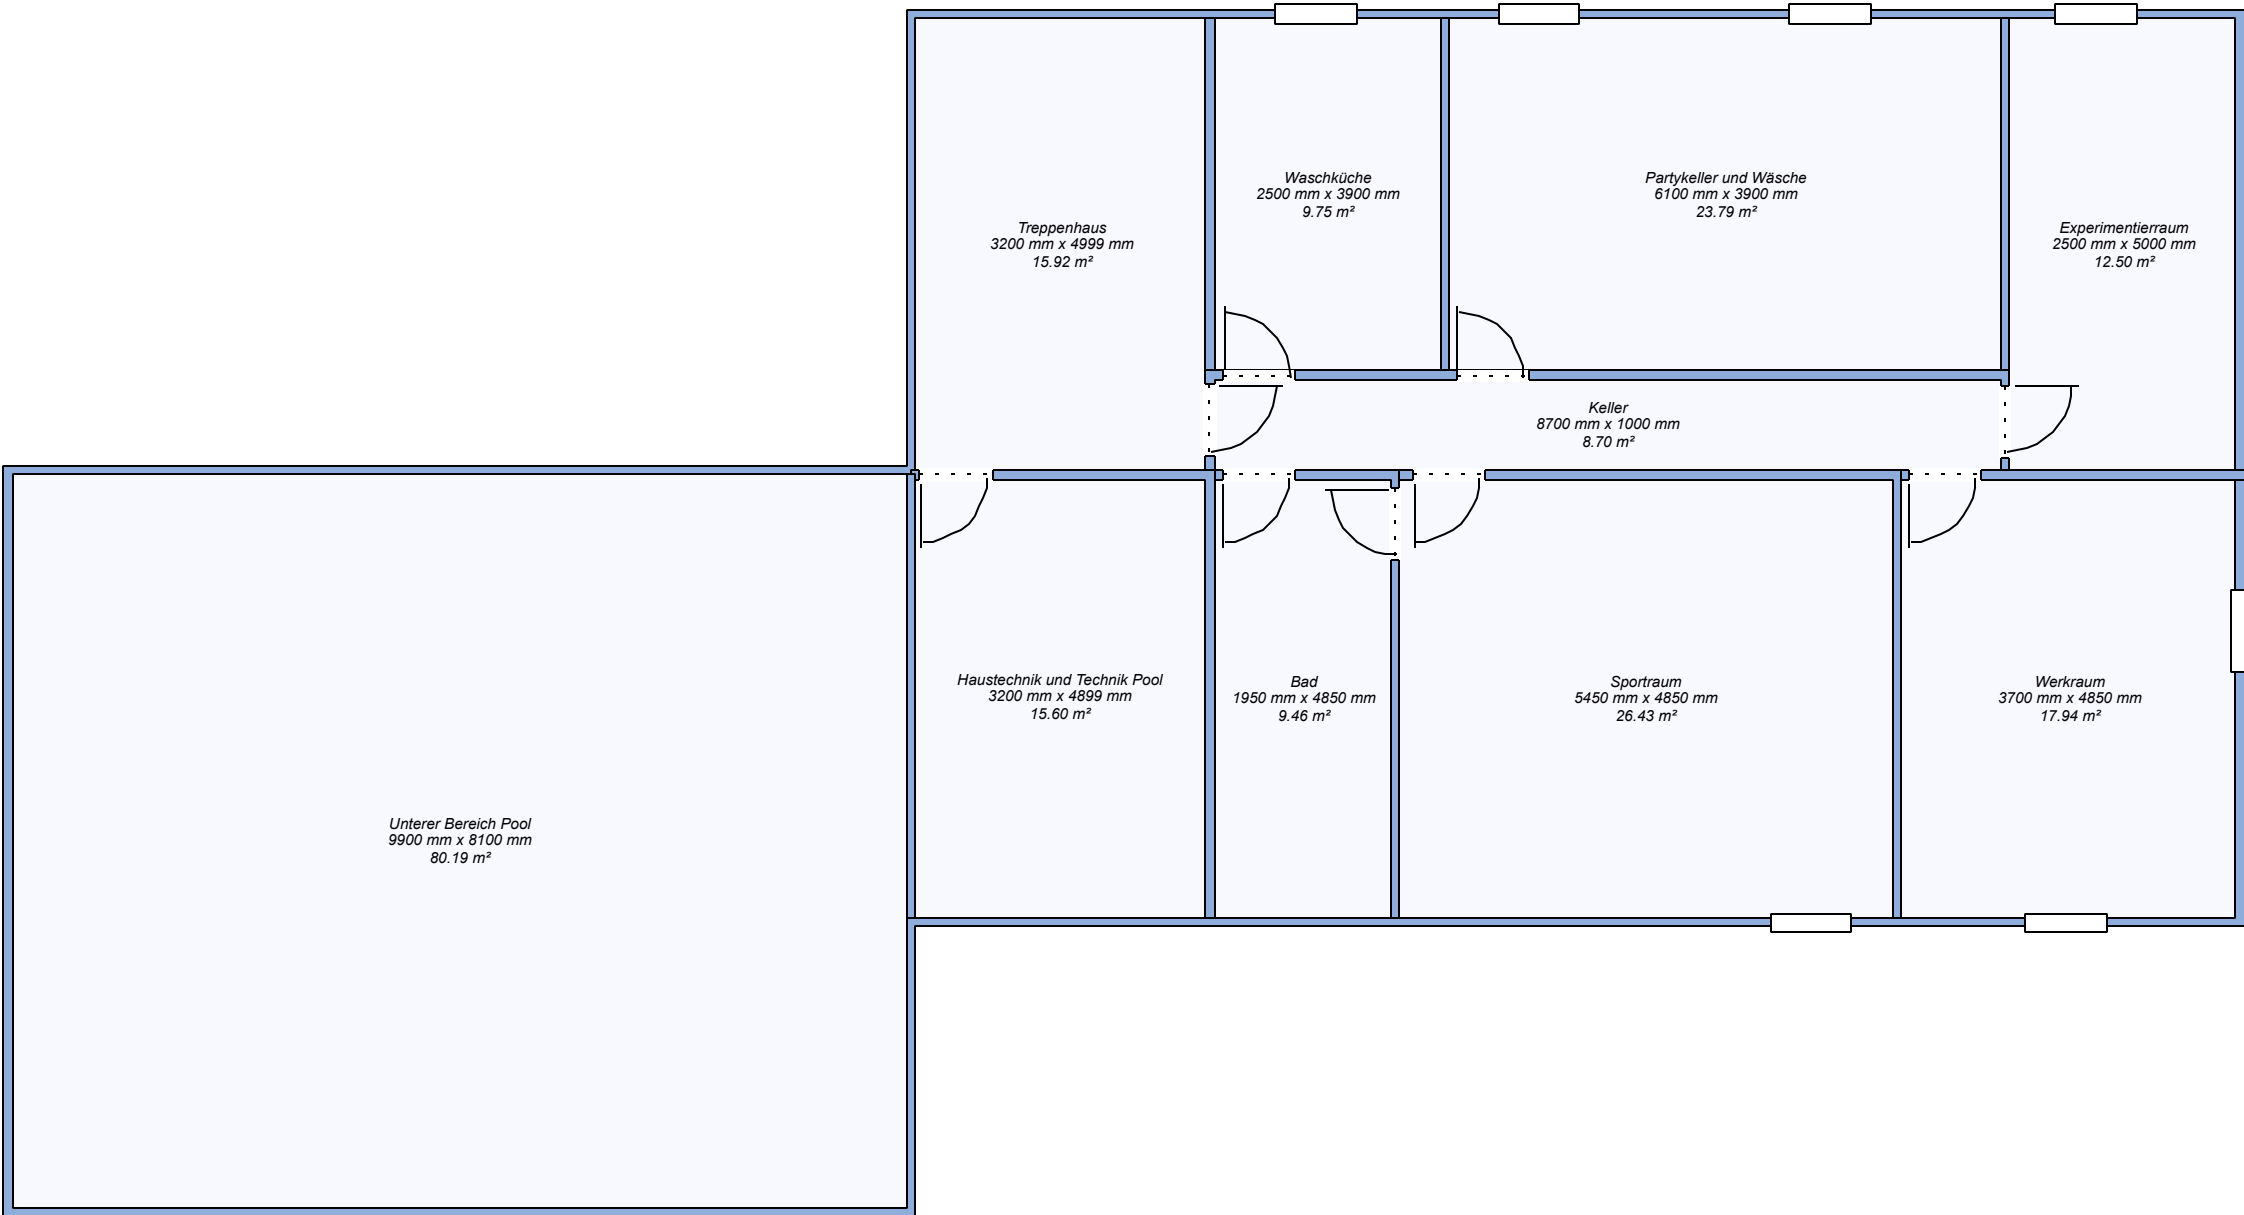 Waschküche
2500 mm x 3900 mm
9.75 m²
Partykeller und Wäsche
6100 mm x 3900 mm
23.79 m²
Treppenhaus
3200 mm x 4999 mm
15.92 m²
Experimentierraum
2500 mm x 5000 mm
12.50 m²
Keller
8700 mm x 1000 mm
8.70 m²
Haustechnik und Technik Pool
3200 mm x 4899 mm
15.60 m²
Bad
1950 mm x 4850 mm
9.46 m²
Sportraum
5450 mm x 4850 mm
26.43 m²
Werkraum
3700 mm x 4850 mm
17.94 m²
Unterer Bereich Pool
9900 mm x 8100 mm
80.19 m²